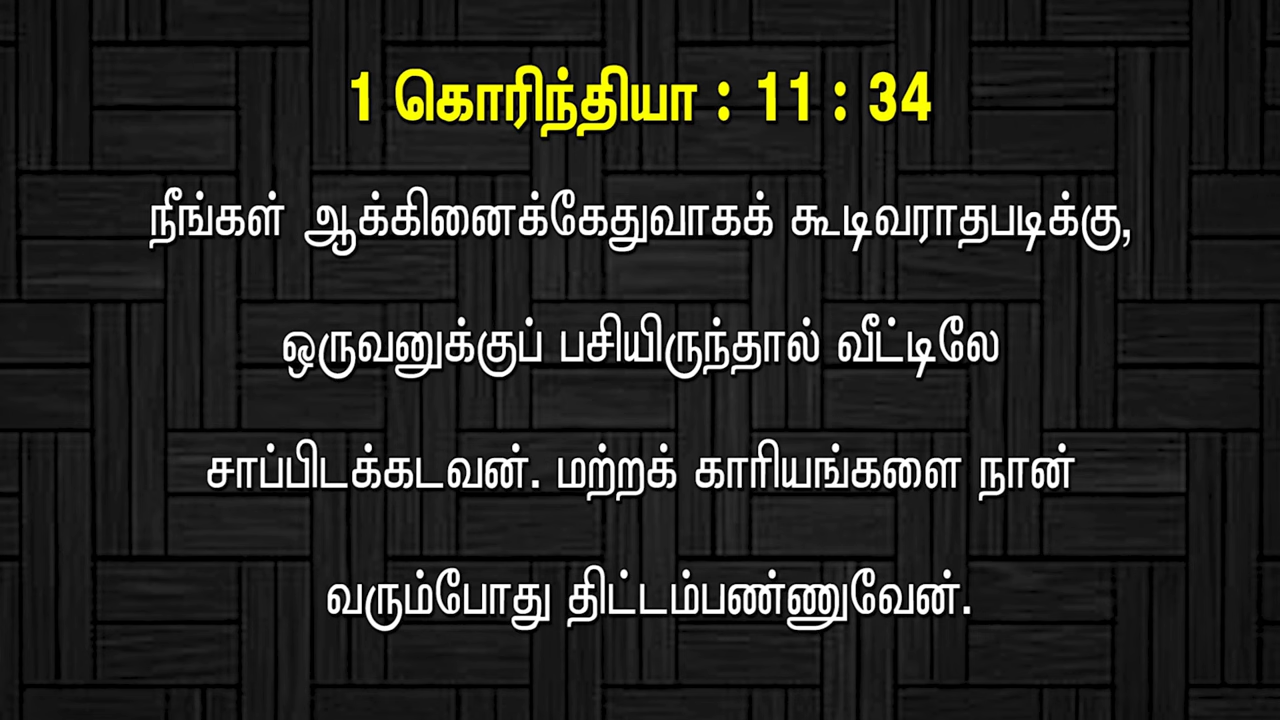 1 கொரிந்தியா : 11 : 34
நீங்கள் ஆக்கினைக்கேதுவாகக் கூடிவராதபடிக்கு,
ஒருவனுக்குப் பசியிருந்தால் வீட்டிலே
சாப்பிடக்கடவன். மற்றக் காரியங்களை நான்
வரும்போது திட்டம்பண்ணுவேன்.